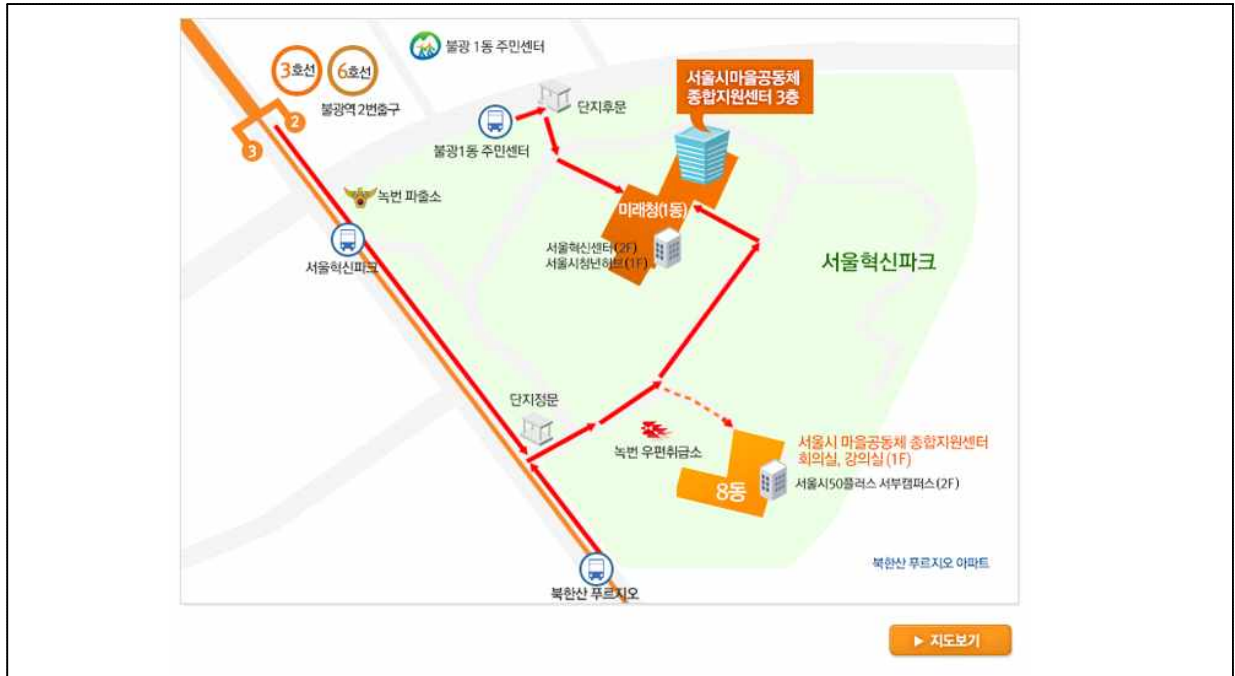 불광 1동 주민센터
3호선 6호선
불광역 2번출구
2
3
서울시마을공동체
종합지원센터 3층
단지후문
불광1동 주민센터
녹번 파출소
미래청(1동)
서울혁신센터(2F)
서울시청년허브(1F)
서울혁신파크
서울혁신파크
단지정문
녹번 우편취급소
서울시 마을공동체 종합지원센터
회의실, 강의실(1F)
8동
서울시50플러스 서부캠퍼스(2F)
북한산 푸르지오 아파트
북한산 푸르지오
▶ 지도보기